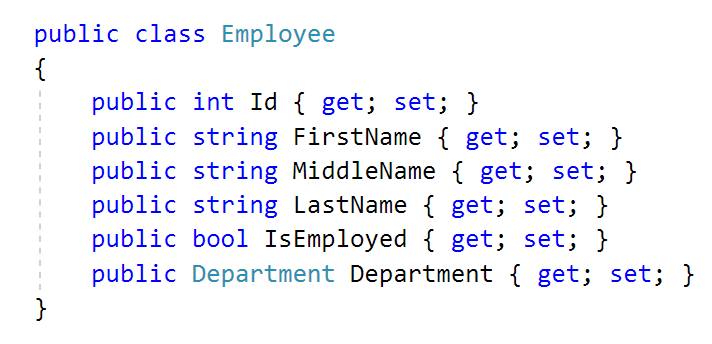 public class Employee
{
    public int Id { get; set; }
    public string FirstName { get; set; }
    public string MiddleName { get; set; }
    public string LastName { get; set; }
    public bool IsEmployed { get; set; }
    public Department Department { get; set; }
}